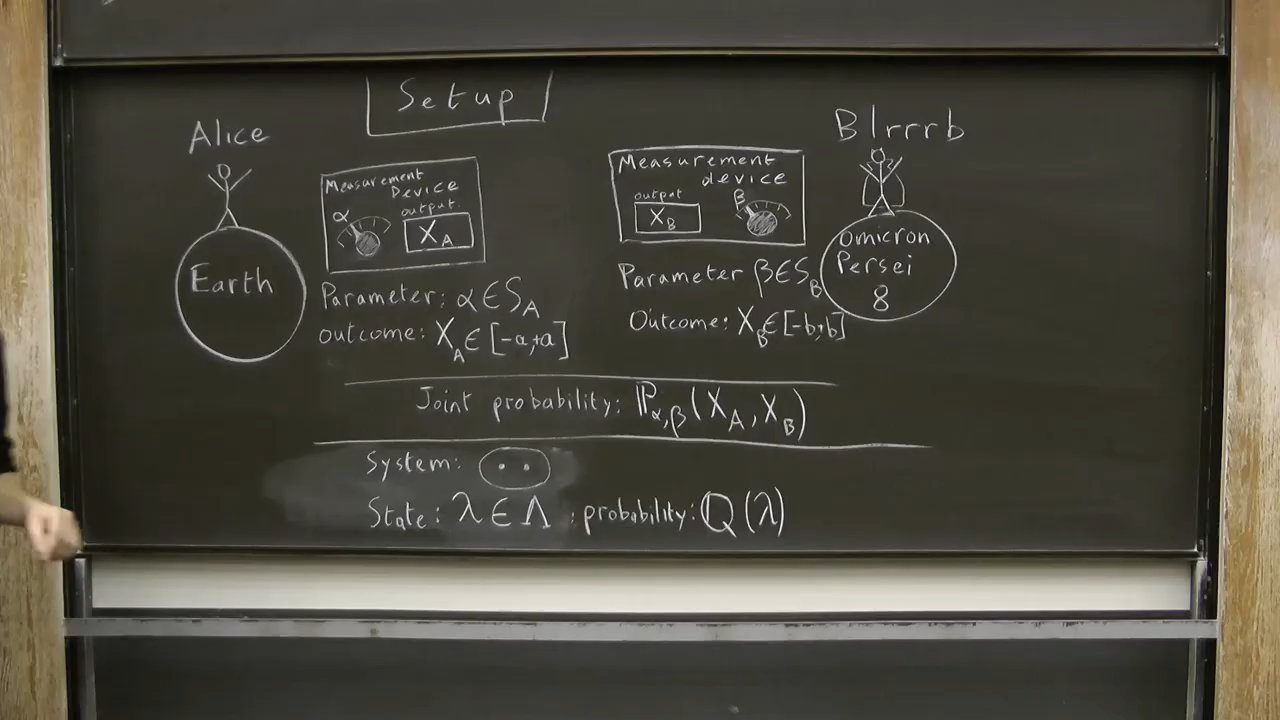 Setup
Alice
Measurement
Device
α
output:
X_A
Earth
Parameter: α ∈ S_A
outcome: X_A ∈ [-a,+a]
Blrrrb
Measurement
device
output
X_B
β
Omicron
Persei
8
Parameter β ∈ S_B
Outcome: X_B ∈ [-b,+b]
Joint probability: ℙ_α,β(X_A, X_B)
System:
State: λ ∈ Λ, probability: ℚ(λ)